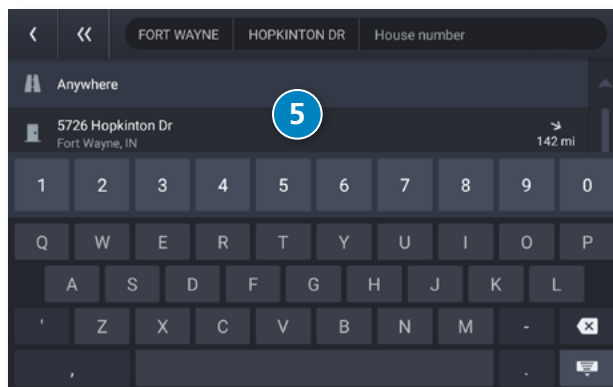 FORT WAYNE HOPKINTON DR House number
Anywhere
5726 Hopkinton Dr
Fort Wayne, IN
142 mi
5
1 2 3 4 5 6 7 8 9 0
Q W E R T Y U I O P
A S D F G H J K L
' Z X C V B N M -
, .